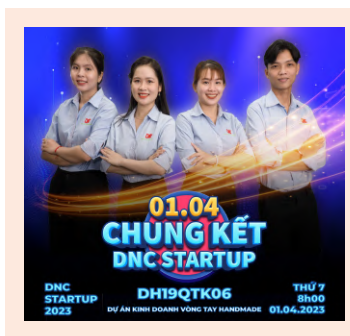 01.04
CHUNG KẾT
DNC STARTUP
DNC
STARTUP
2023
DH19QTK06
DỰ ÁN KINH DOANH VÒNG TAY HANDMADE
THỨ 7
8h00
01.04.2023